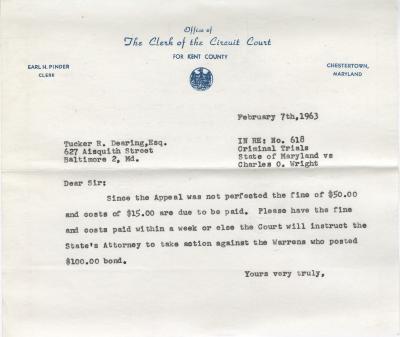 Office of
The Clerk of the Circuit Court
FOR KENT COUNTY
EARL H. PINDER
CLERK
CHESTERTOWN,
MARYLAND
February 7th,1963
Tucker R. Dearing,Esq.
627 Aisquith Street
Baltimore 2, Md.
IN RE: No. 618
Criminal Trials
State of Maryland vs
Charles O. Wright
Dear Sir:
Since the Appeal was not perfected the fine of $50.00
and costs of $15.00 are due to be paid. Please have the fine
and costs paid within a week or else the Court will instruct the
State's Attorney to take action against the Warrens who posted
$100.00 bond.
Yours very truly,